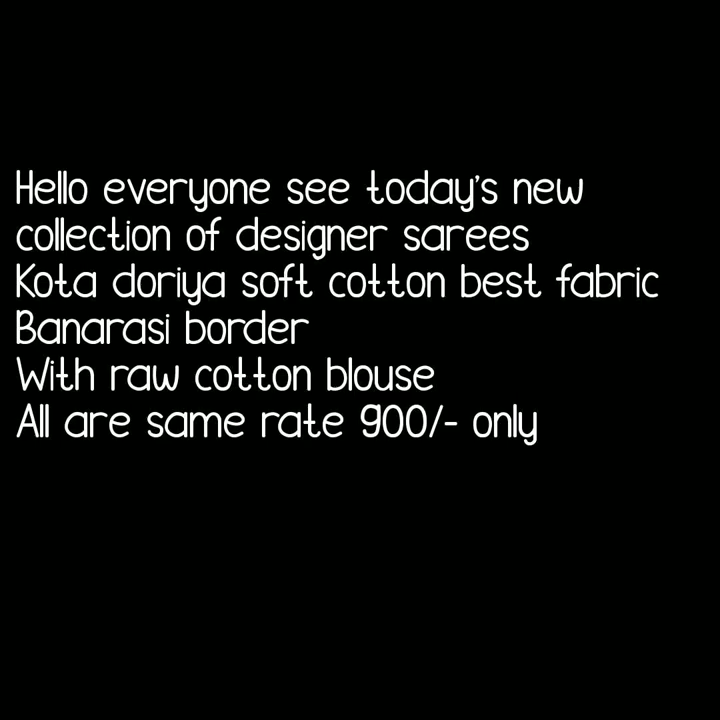 Hello everyone see today's new
collection of designer sarees
Kota doriya soft cotton best fabric
Banarasi border
With raw cotton blouse
All are same rate 900/- only